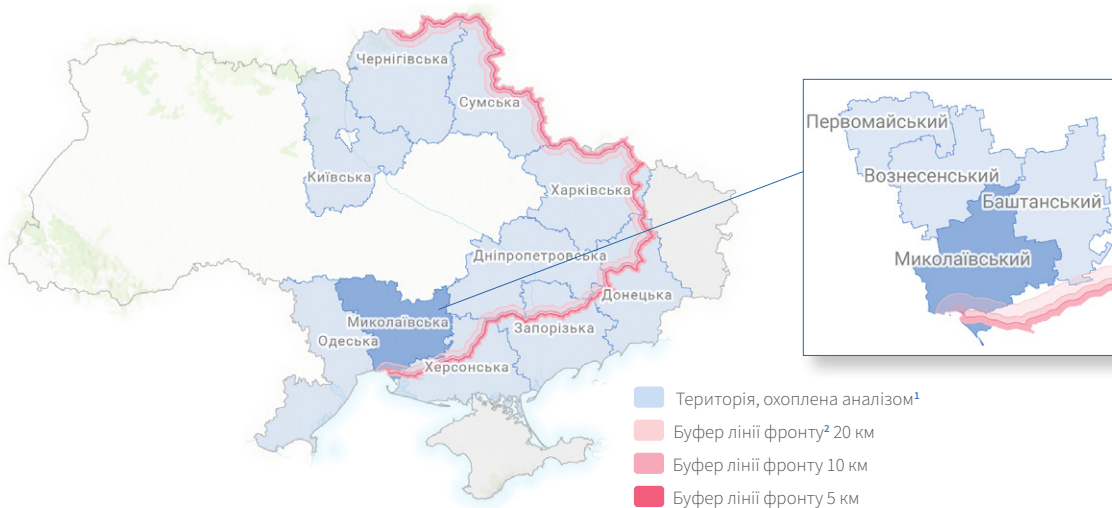 Чернігівська
Сумська
Київська
Харківська
Дніпропетровська
Донецька
Миколаївська
Запорізька
Одеська
Херсонська
Первомайський
Вознесенський
Баштанський
Миколаївський
Територія, охоплена аналізом¹
Буфер лінії фронту² 20 км
Буфер лінії фронту 10 км
Буфер лінії фронту 5 км